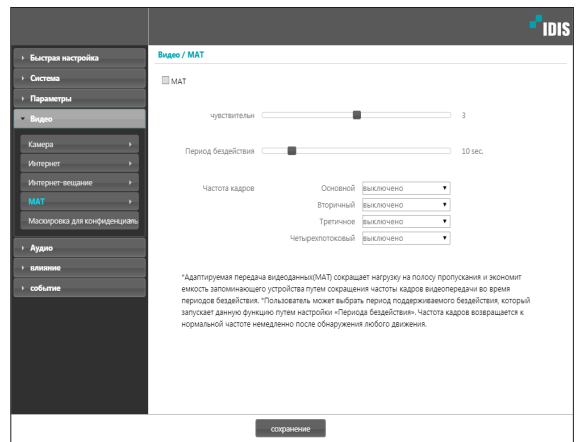 IDIS
Быстрая настройка
Система
Параметры
Видео
Камера
Интернет
Интернет-вещание
MAT
Маскировка для конфиденциаль
Аудио
влияние
событие
Видео / MAT
MAT
чувствительн 3
Период бездействия 10 sec.
Частота кадров Основной выключено
Вторичный выключено
Третичное выключено
Четырехпотоковый выключено
*Адаптируемая передача видеоданных(MAT) сокращает нагрузку на полосу пропускания и экономит
емкость запоминающего устройства путем сокращения частоты кадров видеопередачи во время
периодов бездействия. *Пользователь может выбрать период поддерживаемого бездействия, который
запускает данную функцию путем настройки «Периода бездействия». Частота кадров возвращается к
нормальной частоте немедленно после обнаружения любого движения.
сохранение